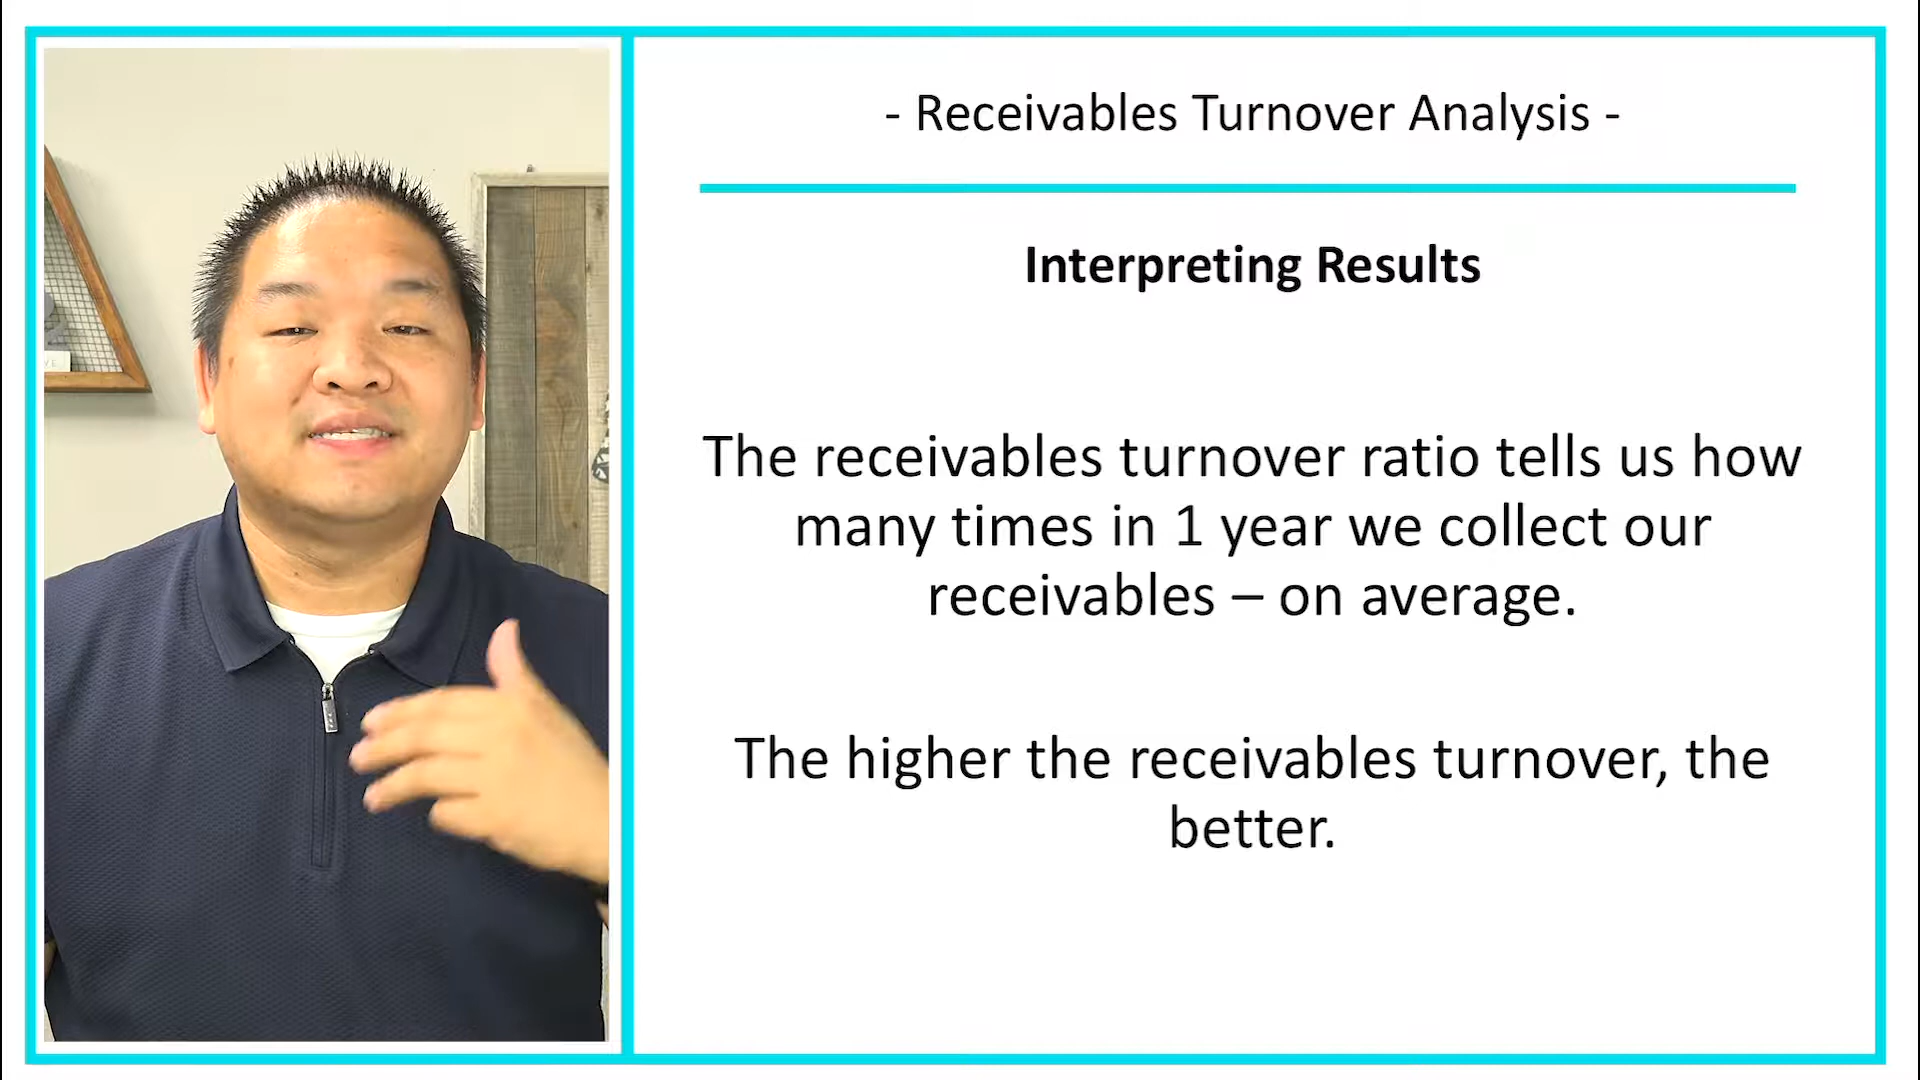 - Receivables Turnover Analysis -
Interpreting Results
The receivables turnover ratio tells us how
many times in 1 year we collect our
receivables – on average.
The higher the receivables turnover, the
better.